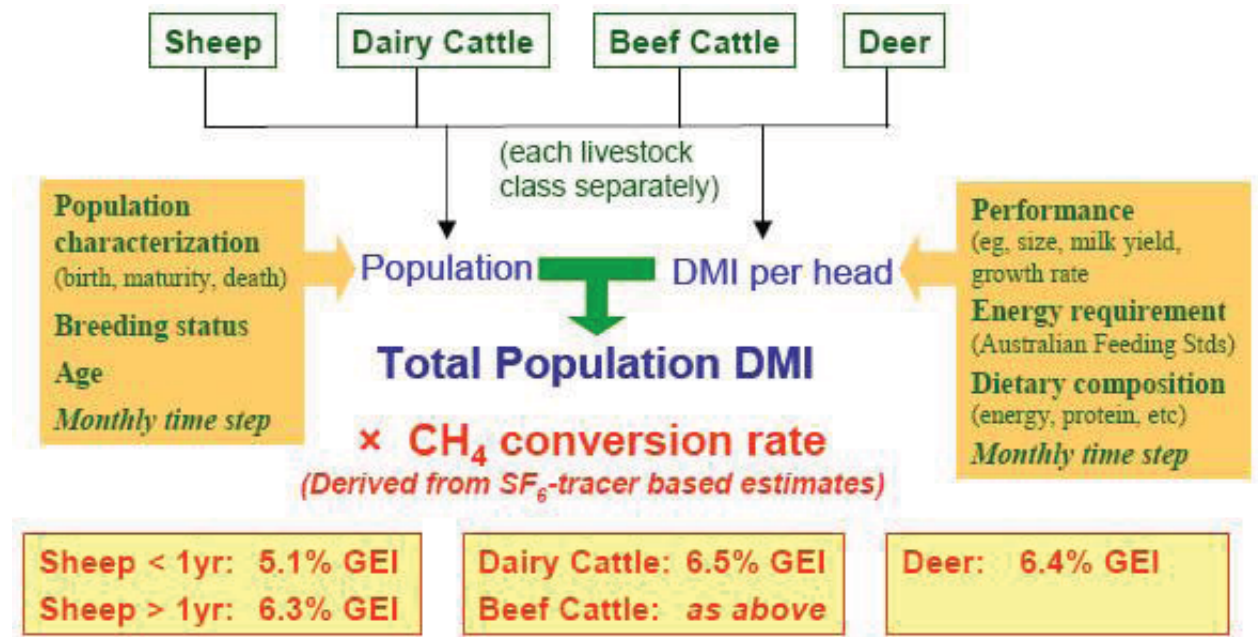 Sheep
Dairy Cattle
Beef Cattle
Deer
(each livestock
class separately)
Population
characterization
(birth, maturity, death)
Breeding status
Age
Monthly time step
Population
DMI per head
Performance
(eg, size, milk yield,
growth rate
Energy requirement
(Australian Feeding Stds)
Dietary composition
(energy, protein, etc)
Monthly time step
Total Population DMI
× CH₄ conversion rate
(Derived from SF₆-tracer based estimates)
Sheep < 1yr: 5.1% GEI
Sheep > 1yr: 6.3% GEI
Dairy Cattle: 6.5% GEI
Beef Cattle: as above
Deer: 6.4% GEI